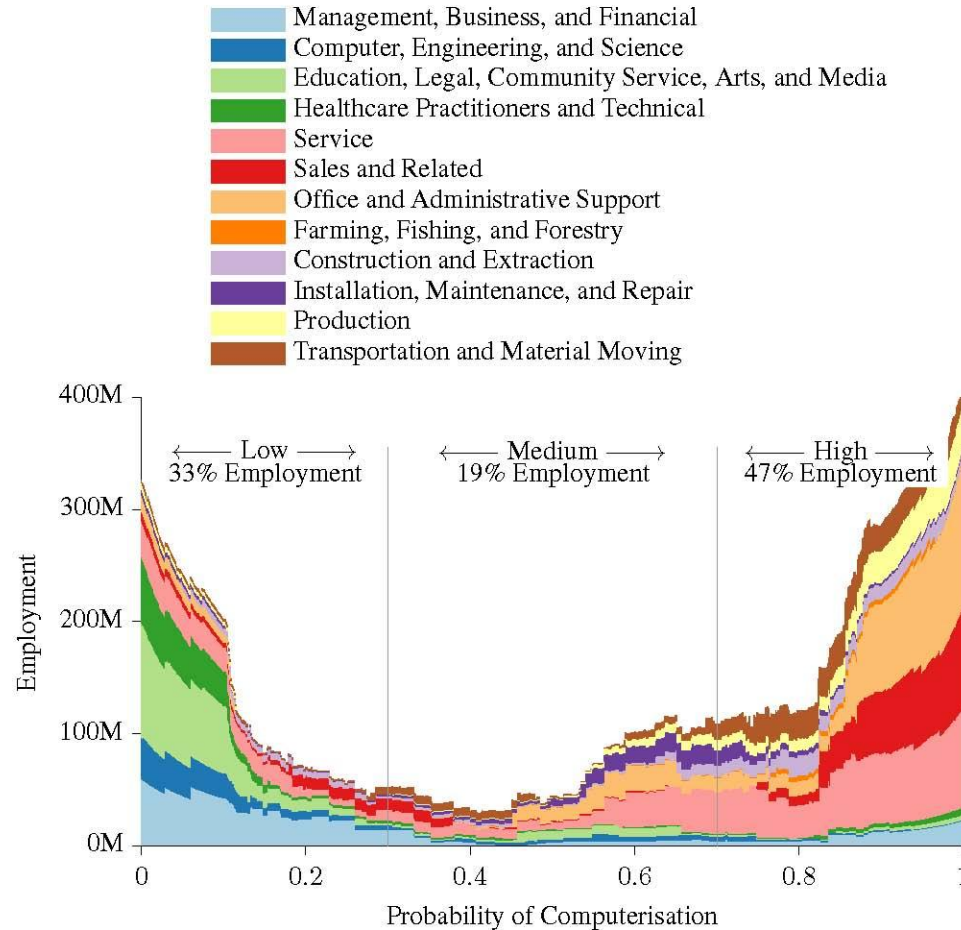 Management, Business, and Financial
Computer, Engineering, and Science
Education, Legal, Community Service, Arts, and Media
Healthcare Practitioners and Technical
Service
Sales and Related
Office and Administrative Support
Farming, Fishing, and Forestry
Construction and Extraction
Installation, Maintenance, and Repair
Production
Transportation and Material Moving
400M
Low
33% Employment
Medium
19% Employment
High
47% Employment
300M
200M
100M
0M
Employment
0
0.2
0.4
0.6
0.8
1
Probability of Computerisation